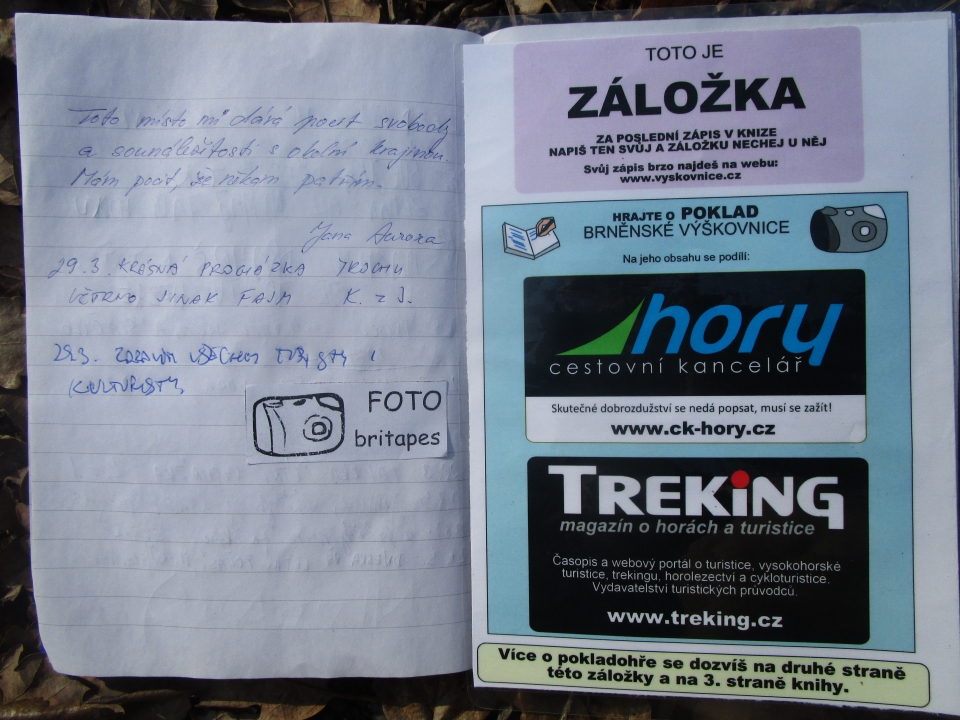 Toto místo mi dává pocit svobody
a sounáležitosti s okolní krajinou.
Mám pocit, že někam patřím.
Jana
29.3. KRÁSNÁ PROCHÁZKA TROCHU
VĚTRNO JINAK FAJN K. z J.
29.3. ZDRAVÍM VŠECHNY TURISTY I
KULTURISTY
FOTO
britapes
TOTO JE
ZÁLOŽKA
ZA POSLEDNÍ ZÁPIS V KNIZE
NAPIŠ TEN SVŮJ A ZÁLOŽKU NECHEJ U NĚJ
Svůj zápis brzo najdeš na webu:
www.vyskovnice.cz
HRAJTE O POKLAD
BRNĚNSKÉ VÝŠKOVNICE
Na jeho obsahu se podílí:
hory
cestovní kancelář
Skutečné dobrozdužství se nedá popsat, musí se zažít!
www.ck-hory.cz
TREKiNG
magazín o horách a turistice
Časopis a webový portál o turistice, vysokohorské
turistice, trekingu, horolezectví a cykloturistice.
Vydavatelství turistických průvodců.
www.treking.cz
Více o pokladohře se dozvíš na druhé straně
této záložky a na 3. straně knihy.